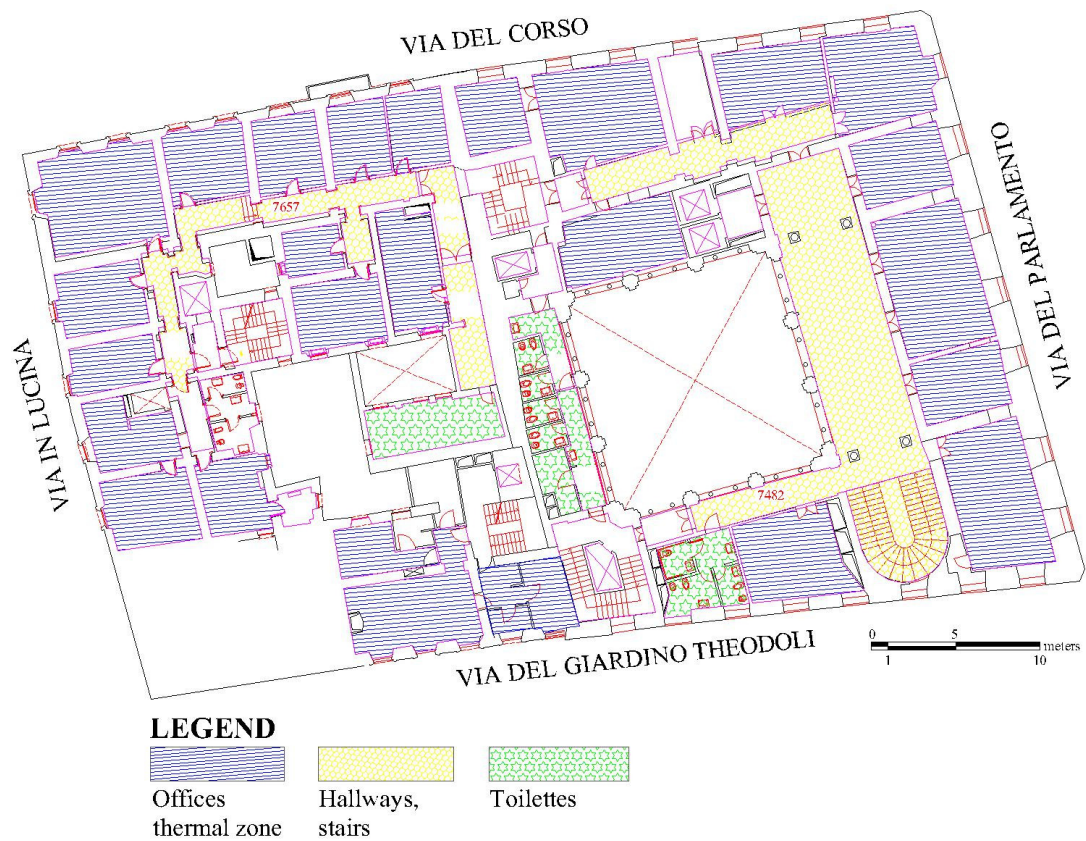 VIA DEL CORSO
VIA DEL PARLAMENTO
7657
VIA IN LUCINA
7482
VIA DEL GIARDINO THEODOLI
0 5 meters
1 10
LEGEND
Offices thermal zone
Hallways, stairs
Toilettes